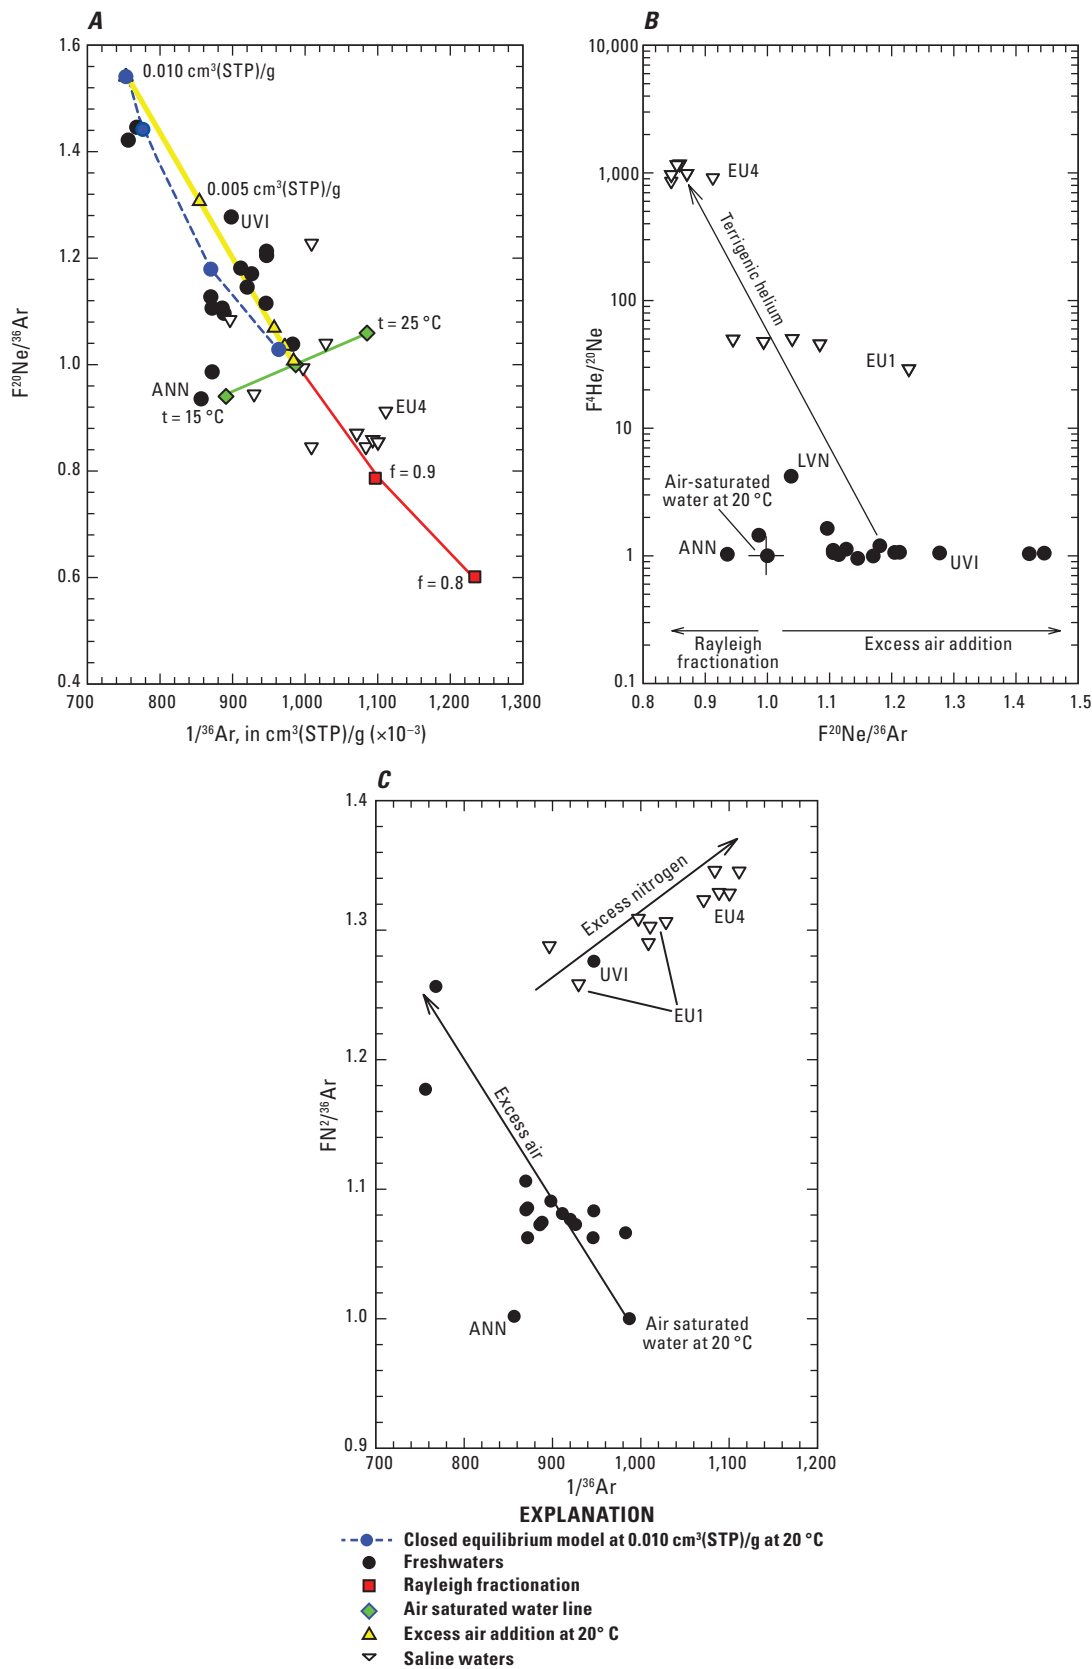 A
1.6
1.4
1.2
1.0
0.8
0.6
0.4
F²⁰Ne/³⁶Ar
0.010 cm³(STP)/g
0.005 cm³(STP)/g
UVI
t = 25 °C
ANN
t = 15 °C
EU4
f = 0.9
f = 0.8
700 800 900 1,000 1,100 1,200 1,300
1/³⁶Ar, in cm³(STP)/g (×10⁻³)
B
10,000
1,000
100
10
1
0.1
F⁴He/²⁰Ne
EU4
Terrigenic helium
EU1
LVN
Air-saturated
water at 20 °C
ANN
UVI
Rayleigh
fractionation
Excess air addition
0.8 0.9 1.0 1.1 1.2 1.3 1.4 1.5
F²⁰Ne/³⁶Ar
C
1.4
1.3
1.2
1.1
1.0
0.9
FN²/³⁶Ar
Excess nitrogen
EU4
UVI
EU1
Excess air
ANN
Air saturated
water at 20 °C
700 800 900 1,000 1,100 1,200
1/³⁶Ar
EXPLANATION
Closed equilibrium model at 0.010 cm³(STP)/g at 20 °C
Freshwaters
Rayleigh fractionation
Air saturated water line
Excess air addition at 20° C
Saline waters